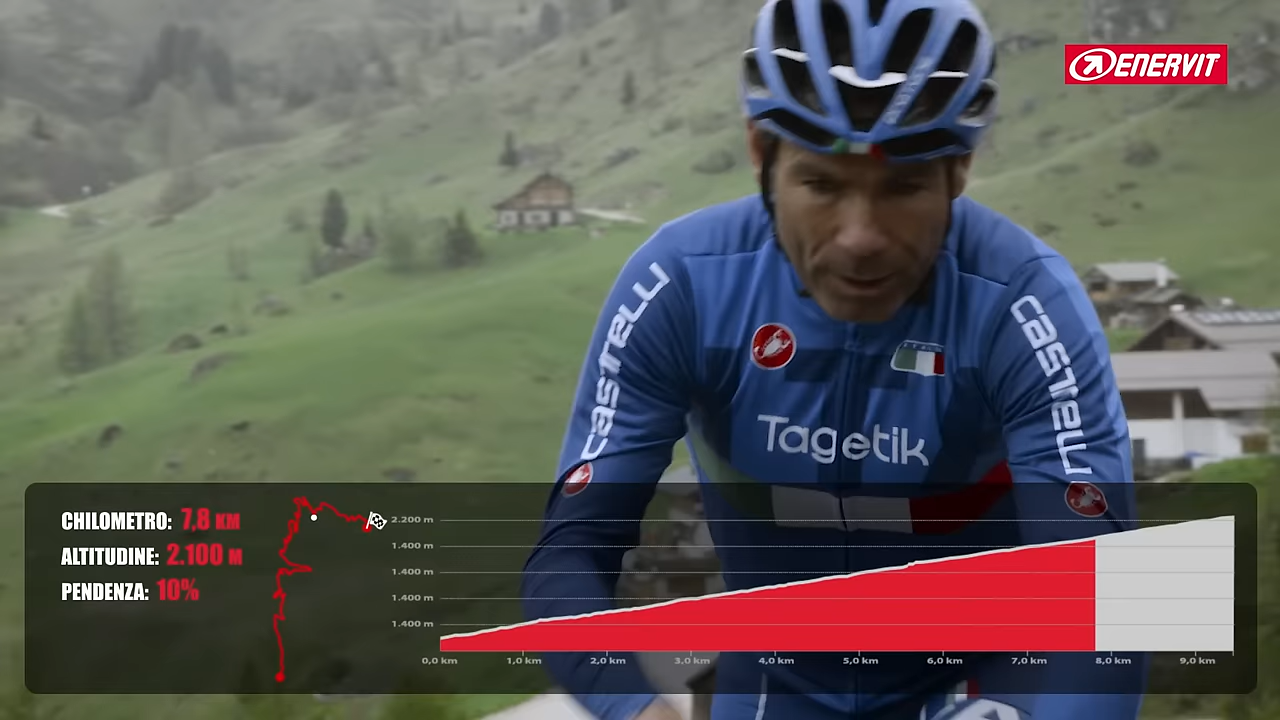 ENERVIT
castelli
castelli
ITALIA
Tagetik
CHILOMETRO: 7,8 KM
ALTITUDINE: 2.100 M
PENDENZA: 10%
2.200 m
1.400 m
1.400 m
1.400 m
1.400 m
0,0 km 1,0 km 2,0 km 3,0 km 4,0 km 5,0 km 6,0 km 7,0 km 8,0 km 9,0 km